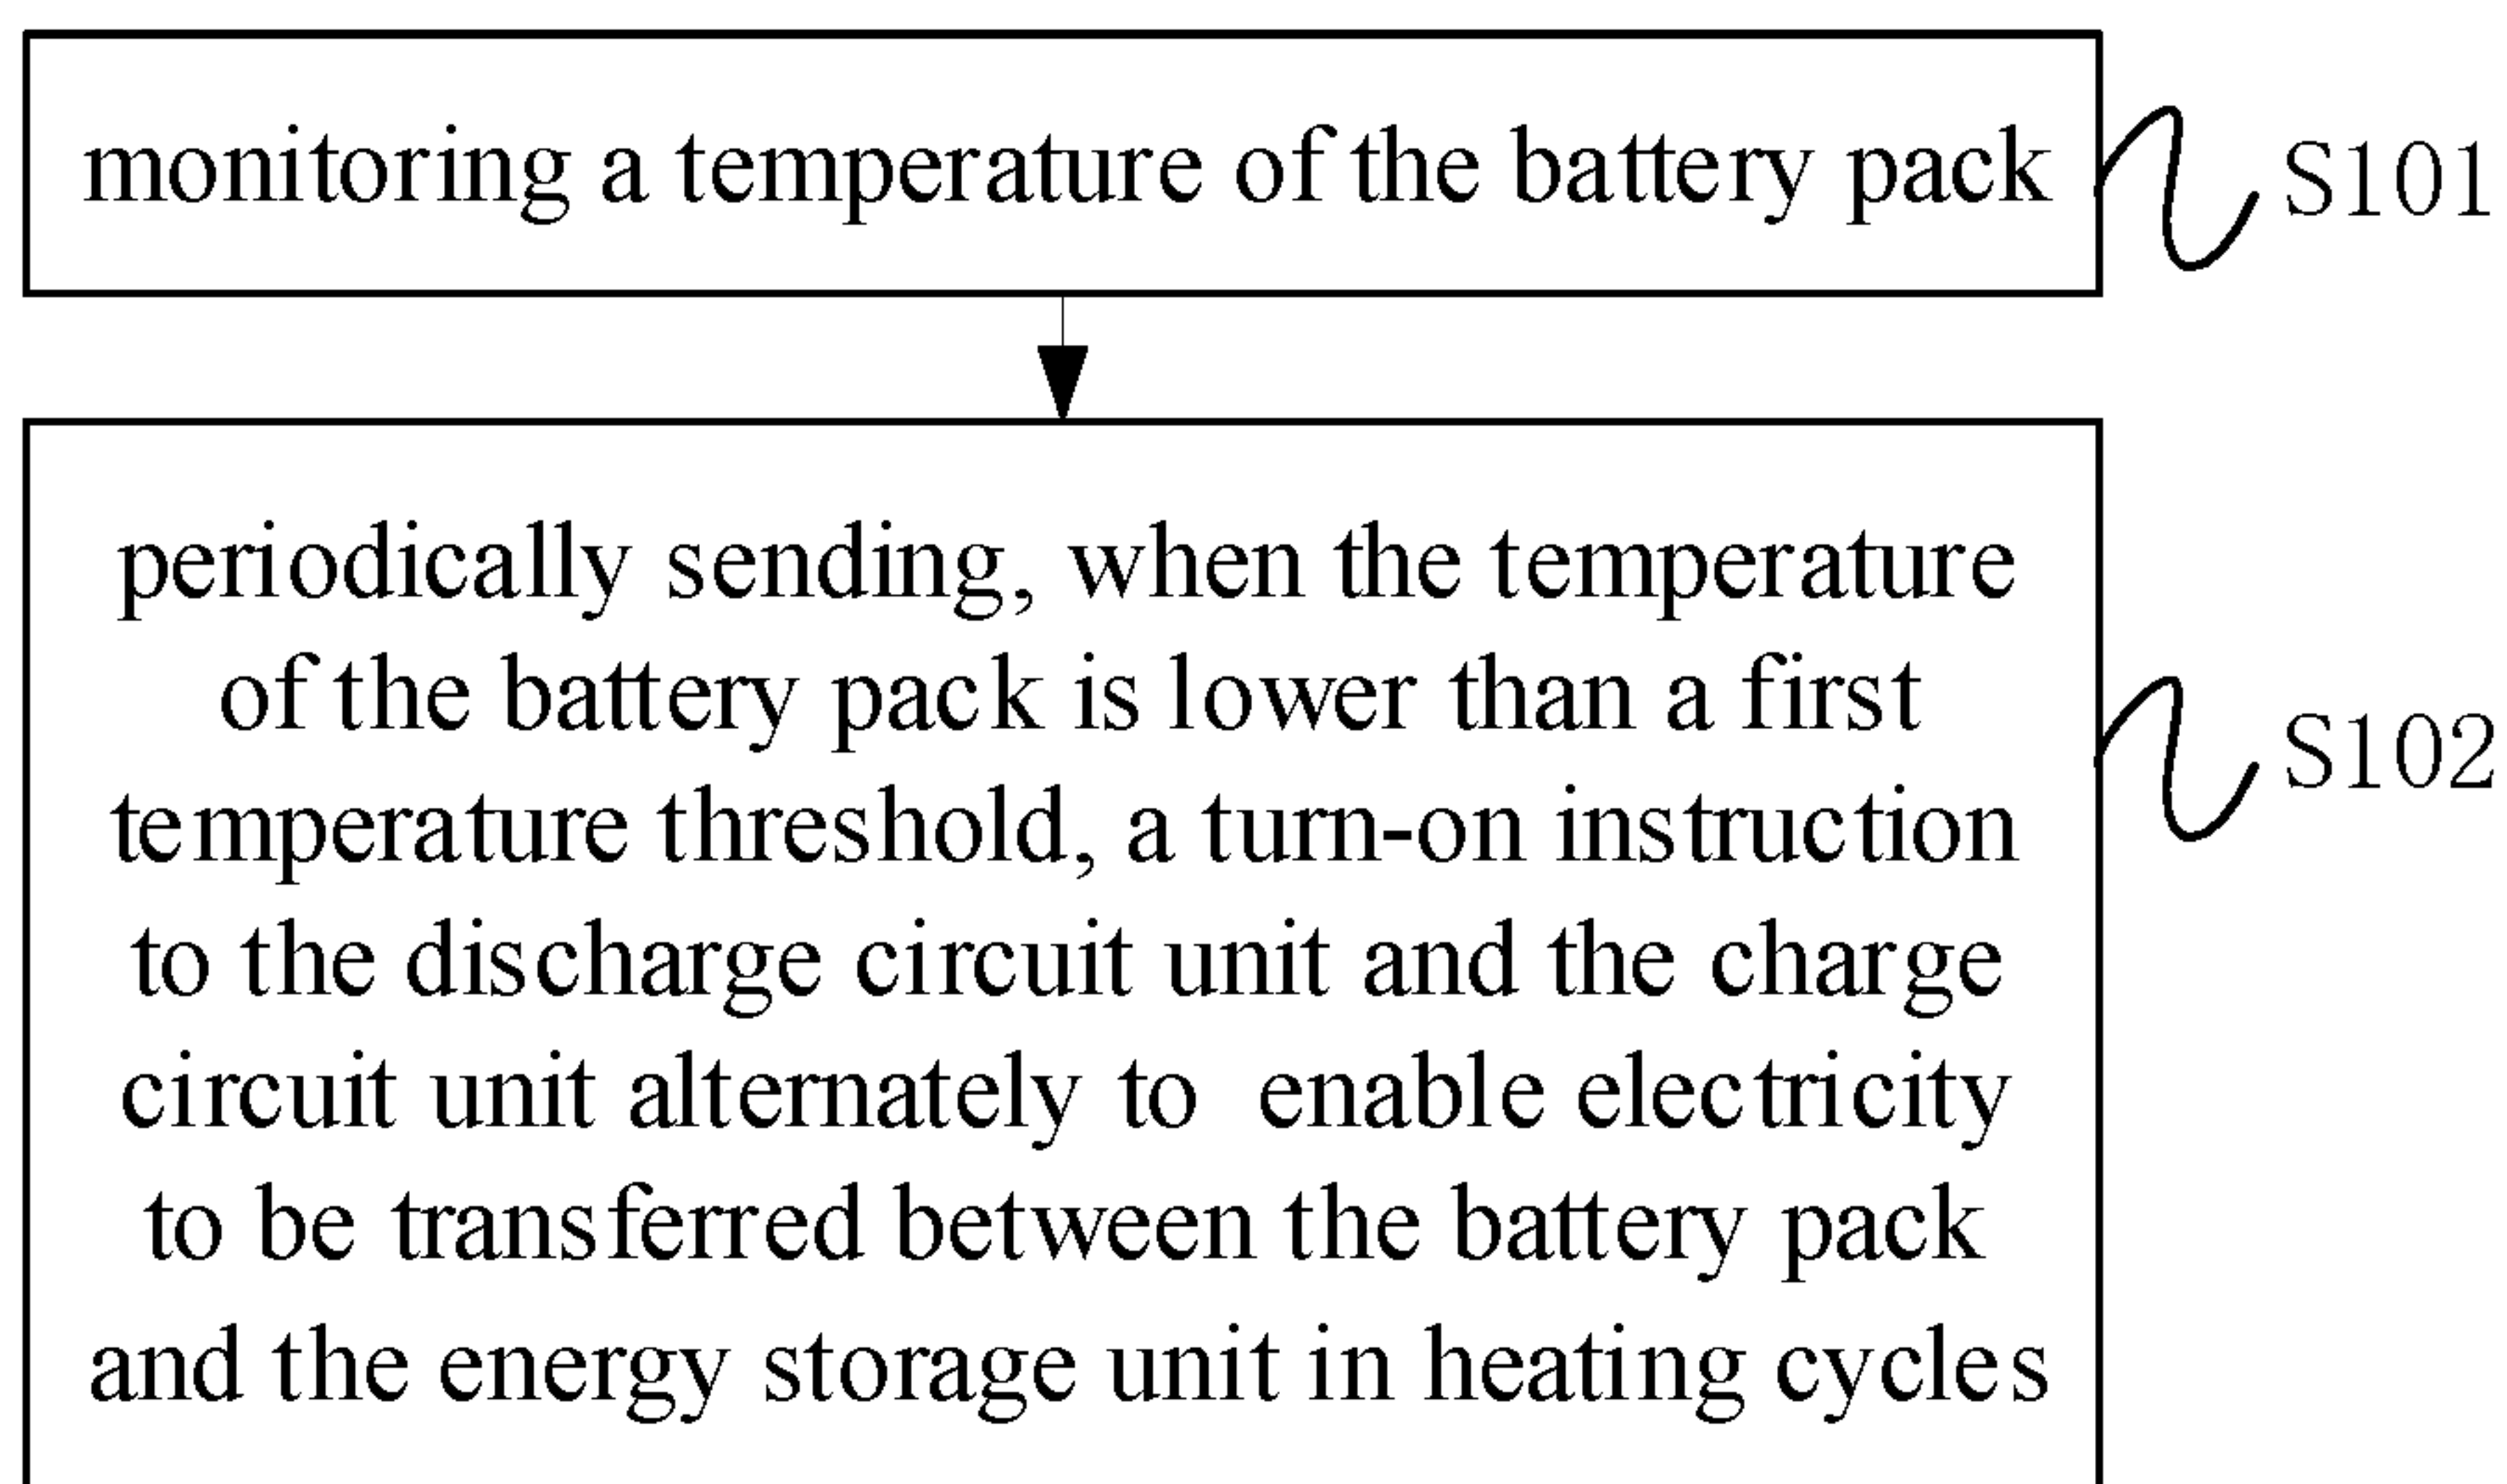 monitoring a temperature of the battery pack
S101
periodically sending, when the temperature
of the battery pack is lower than a first
temperature threshold, a turn-on instruction
to the discharge circuit unit and the charge
circuit unit alternately to enable electricity
to be transferred between the battery pack
and the energy storage unit in heating cycles
S102